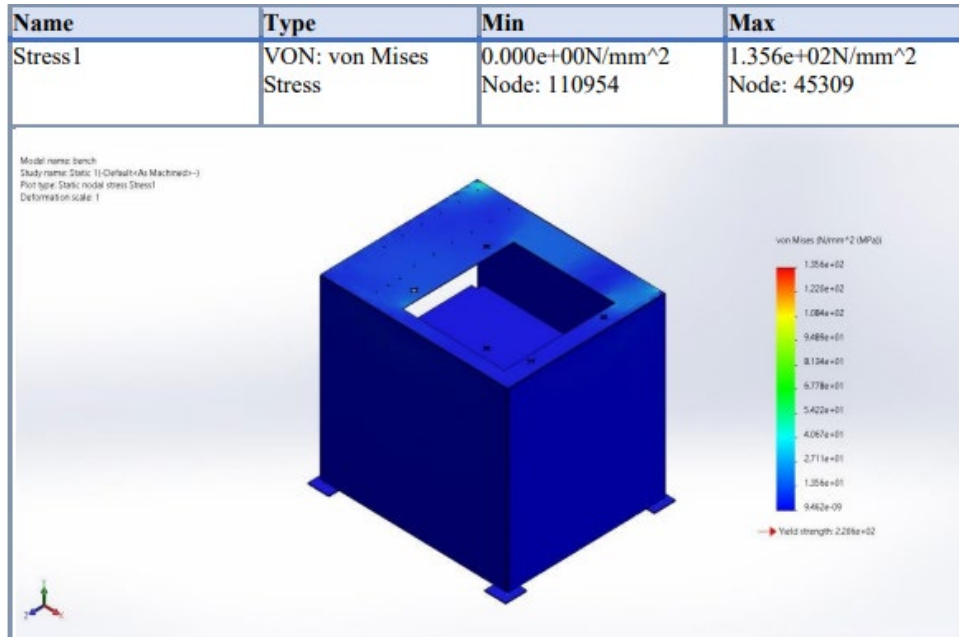 Name Type Min Max
Stress1 VON: von Mises Stress 0.000e+00N/mm^2 Node: 110954 1.356e+02N/mm^2 Node: 45309
Model name: bench
Study name: Static 1(-Default<As Machined>-)
Plot type: Static nodal stress Stress1
Deformation scale: 1
von Mises (N/mm^2 (MPa))
1.356e+02
1.220e+02
1.084e+02
9.489e+01
8.134e+01
6.778e+01
5.422e+01
4.067e+01
2.711e+01
1.356e+01
9.462e-09
Yield strength: 2.206e+02
Y
Z
X